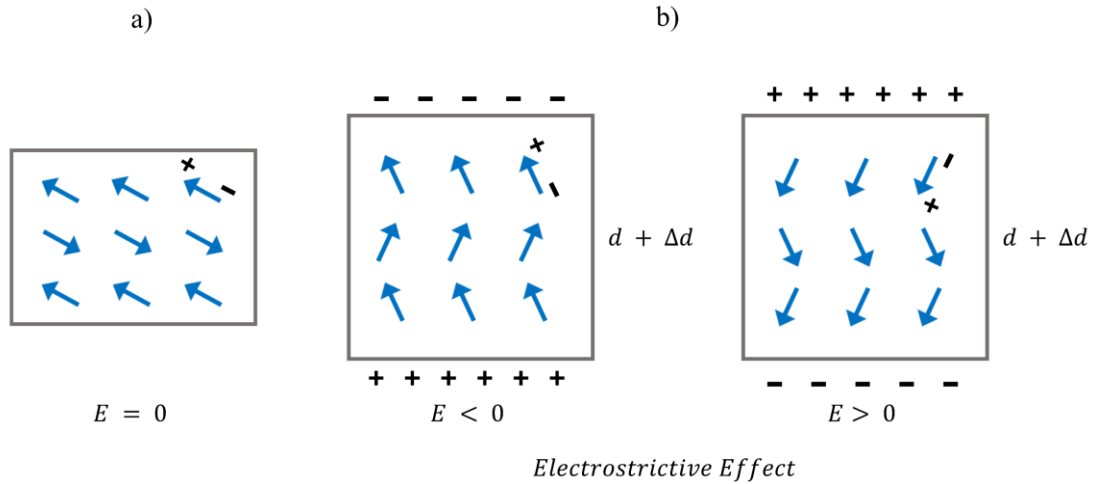 a)
b)
- - - - -
+ + + + + +
+
-
+
-
-
+
d + Δd
d + Δd
+ + + + + +
- - - - -
E = 0
E < 0
E > 0
Electrostrictive Effect